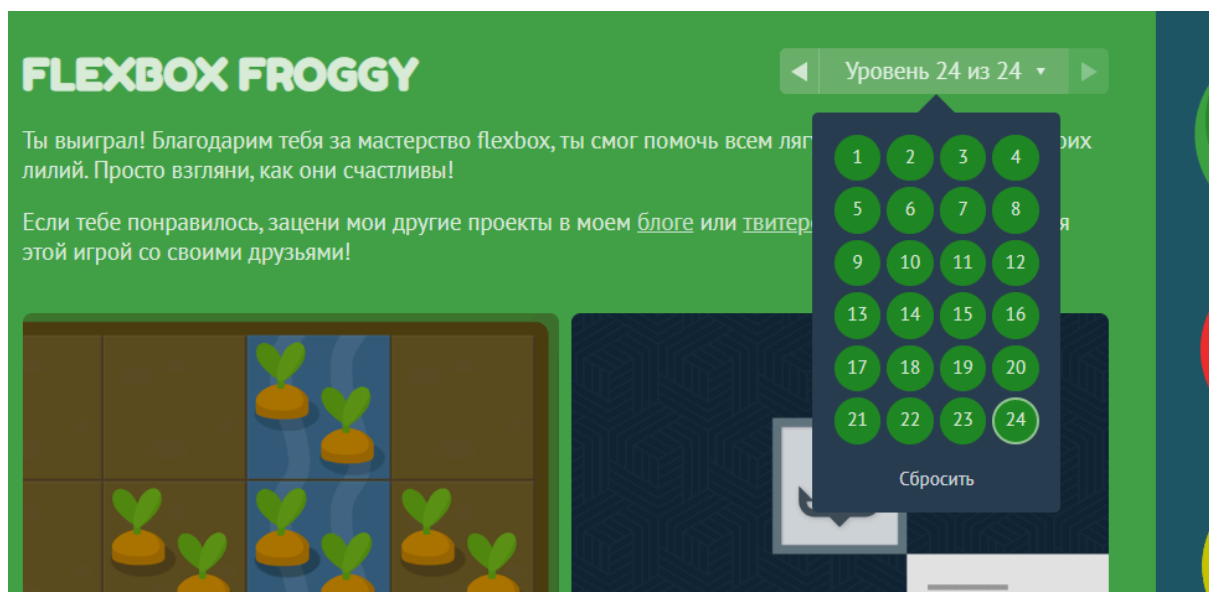 FLEXBOX FROGGY
Уровень 24 из 24
Ты выиграл! Благодарим тебя за мастерство flexbox, ты смог помочь всем
лилий. Просто взгляни, как они счастливы!
Если тебе понравилось, зацени мои другие проекты в моем блоге или
этой игрой со своими друзьями!
1 2 3 4
5 6 7 8
9 10 11 12
13 14 15 16
17 18 19 20
21 22 23 24
Сбросить